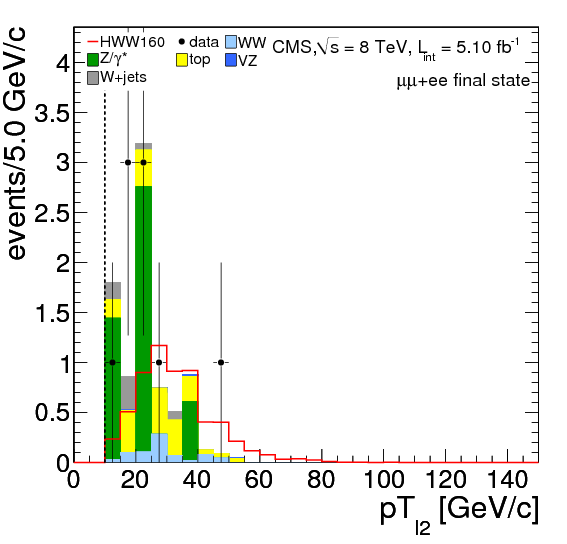 HWW160
data
WW
CMS,√s = 8 TeV, L_int = 5.10 fb⁻¹
Z/γ*
top
VZ
W+jets
μμ+ee final state
events/5.0 GeV/c
4
3.5
3
2.5
2
1.5
1
0.5
0
0 20 40 60 80 100 120 140
pT_l2 [GeV/c]